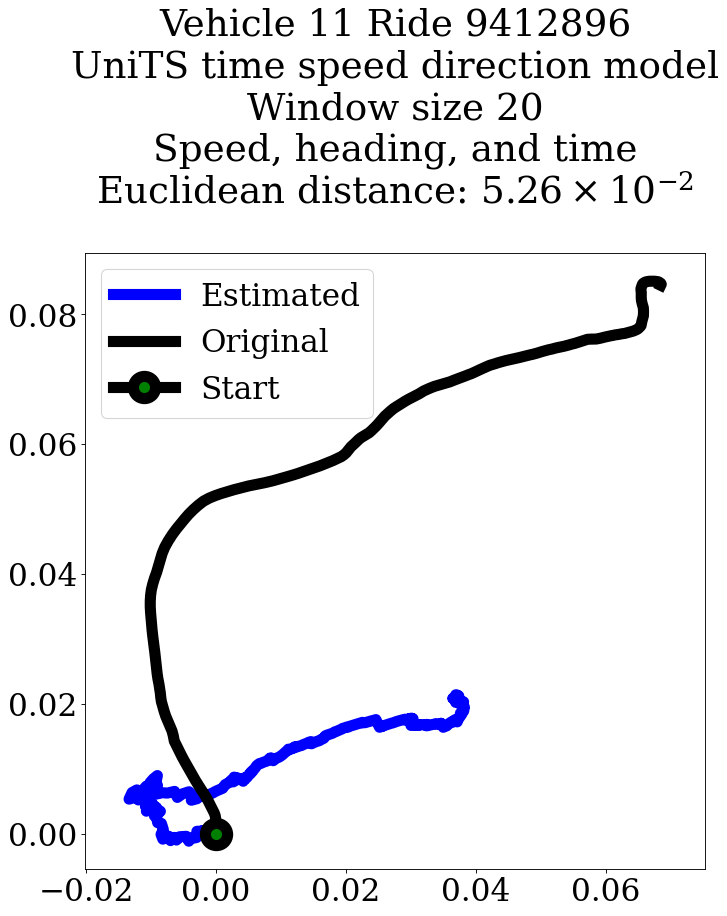 Vehicle 11 Ride 9412896
UniTS time speed direction model
Window size 20
Speed, heading, and time
Euclidean distance: 5.26 × 10⁻²
Estimated
Original
Start
0.08
0.06
0.04
0.02
0.00
−0.02 0.00 0.02 0.04 0.06